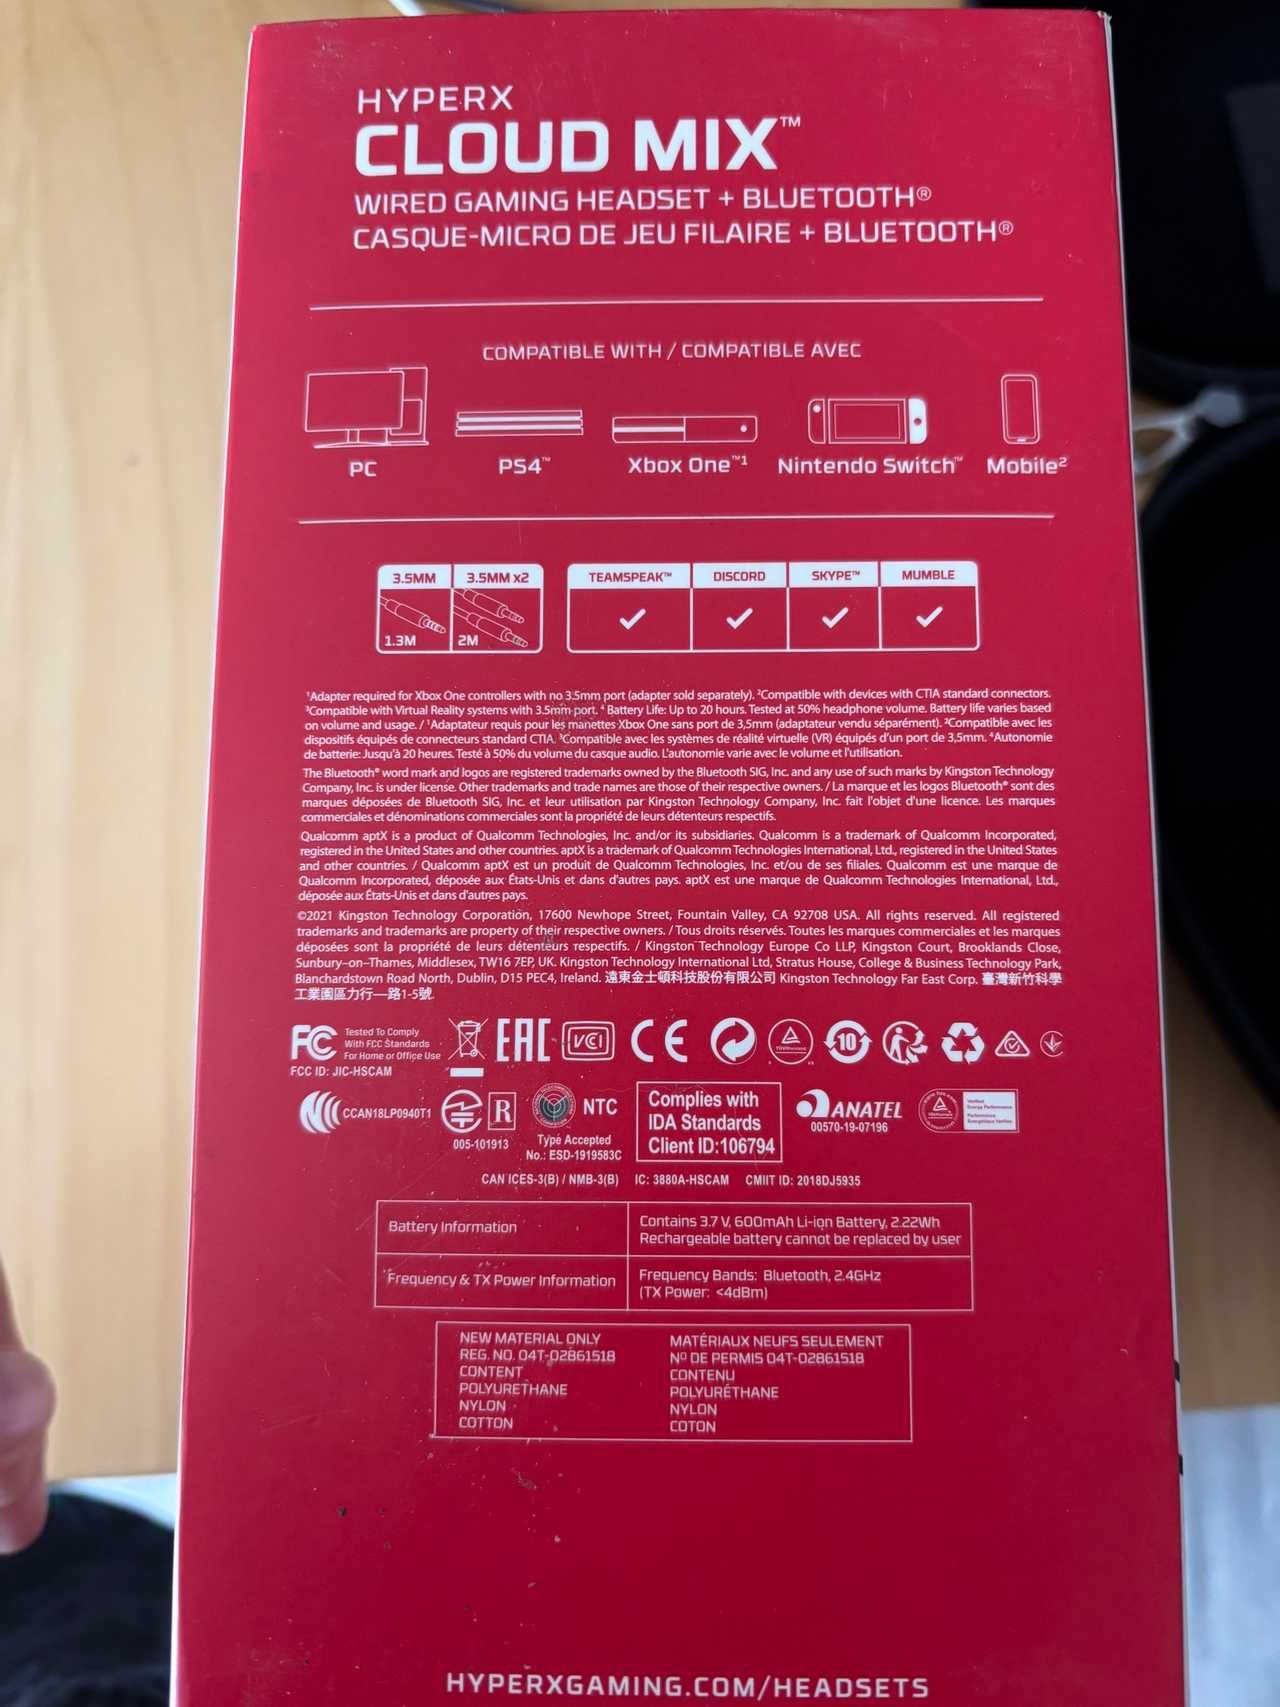 HYPERX
CLOUD MIX™
WIRED GAMING HEADSET + BLUETOOTH®
CASQUE-MICRO DE JEU FILAIRE + BLUETOOTH®
COMPATIBLE WITH / COMPATIBLE AVEC
PC PS4™ Xbox One™¹ Nintendo Switch™ Mobile²
3.5MM 3.5MM x2 TEAMSPEAK™ DISCORD SKYPE™ MUMBLE
1.3M 2M
¹Adapter required for Xbox One controllers with no 3.5mm port (adapter sold separately). ²Compatible with devices with CTIA standard connectors.
³Compatible with Virtual Reality systems with 3.5mm port. ⁴ Battery Life: Up to 20 hours. Tested at 50% headphone volume. Battery life varies based
on volume and usage. / ¹Adaptateur requis pour les manettes Xbox One sans port de 3,5mm (adaptateur vendu séparément). ²Compatible avec les
dispositifs équipés de connecteurs standard CTIA. ³Compatible avec les systèmes de réalité virtuelle (VR) équipés d'un port de 3,5mm. ⁴Autonomie
de batterie: Jusqu'à 20 heures. Testé à 50% du volume du casque audio. L'autonomie varie avec le volume et l'utilisation.
The Bluetooth® word mark and logos are registered trademarks owned by the Bluetooth SIG, Inc. and any use of such marks by Kingston Technology
Company, Inc. is under license. Other trademarks and trade names are those of their respective owners. / La marque et les logos Bluetooth® sont des
marques déposées de Bluetooth SIG, Inc. et leur utilisation par Kingston Technology Company, Inc. fait l'objet d'une licence. Les marques
commerciales et dénominations commerciales sont la propriété de leurs détenteurs respectifs.
Qualcomm aptX is a product of Qualcomm Technologies, Inc. and/or its subsidiaries. Qualcomm is a trademark of Qualcomm Incorporated,
registered in the United States and other countries. aptX is a trademark of Qualcomm Technologies International, Ltd., registered in the United States
and other countries. / Qualcomm aptX est un produit de Qualcomm Technologies, Inc. et/ou de ses filiales. Qualcomm est une marque de
Qualcomm Incorporated, déposée aux États-Unis et dans d'autres pays. aptX est une marque de Qualcomm Technologies International, Ltd.,
déposée aux États-Unis et dans d'autres pays.
©2021 Kingston Technology Corporation, 17600 Newhope Street, Fountain Valley, CA 92708 USA. All rights reserved. All registered
trademarks and trademarks are property of their respective owners. / Tous droits réservés. Toutes les marques commerciales et les marques
déposées sont la propriété de leurs détenteurs respectifs. / Kingston Technology Europe Co LLP, Kingston Court, Brooklands Close,
Sunbury-on-Thames, Middlesex, TW16 7EP, UK. Kingston Technology International Ltd, Stratus House, College & Business Technology Park,
Blanchardstown Road North, Dublin, D15 PEC4, Ireland. 遠東金士頓科技股份有限公司 Kingston Technology Far East Corp. 臺灣新竹科學
工業園區力行一路1-5號.
FC Tested To Comply
With FCC Standards
For Home or Office Use
FCC ID: JIC-HSCAM
EAC VCCI CE 10
CCAN18LP0940T1
R
005-101913
NTC
Type Accepted
No.: ESD-1919583C
Complies with
IDA Standards
Client ID:106794
ANATEL
00570-19-07196
Verified
Energy Performance
Performance
Énergétique Vérifiée
CAN ICES-3(B) / NMB-3(B) IC: 3880A-HSCAM CMIIT ID: 2018DJ5935
Battery Information
Contains 3.7 V, 600mAh Li-ion Battery, 2.22Wh
Rechargeable battery cannot be replaced by user
Frequency & TX Power Information
Frequency Bands: Bluetooth, 2.4GHz
(TX Power: <4dBm)
NEW MATERIAL ONLY
REG. NO. 04T-02861518
CONTENT
POLYURETHANE
NYLON
COTTON
MATÉRIAUX NEUFS SEULEMENT
Nº DE PERMIS 04T-02861518
CONTENU
POLYURÉTHANE
NYLON
COTON
HYPERXGAMING.COM/HEADSETS